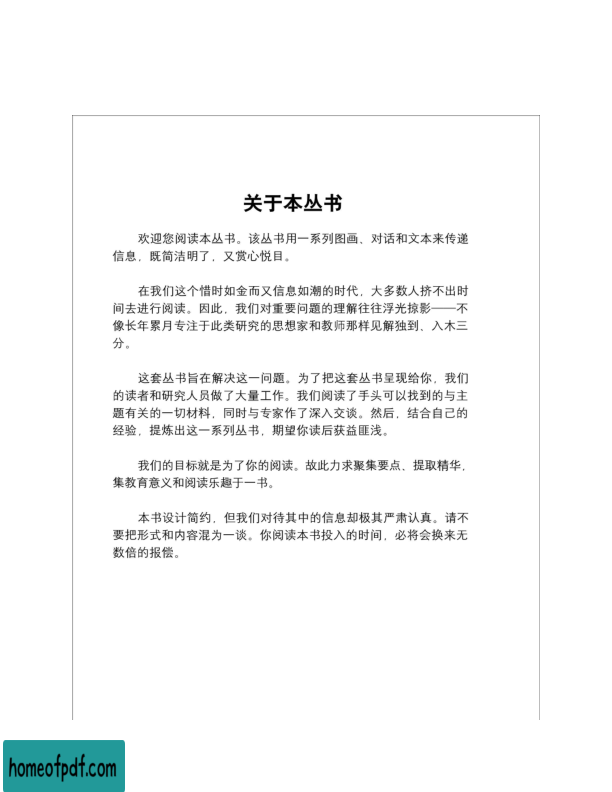 关于本丛书
欢迎您阅读本丛书。该丛书用一系列图画、对话和文本来传递
信息，既简洁明了，又赏心悦目。
在我们这个惜时如金而又信息如潮的时代，大多数人挤不出时
间去进行阅读。因此，我们对重要问题的理解往往浮光掠影——不
像长年累月专注于此类研究的思想家和教师那样见解独到、入木三
分。
这套丛书旨在解决这一问题。为了把这套丛书呈现给你，我们
的读者和研究人员做了大量工作。我们阅读了手头可以找到的与主
题有关的一切材料，同时与专家作了深入交谈。然后，结合自己的
经验，提炼出这一系列丛书，期望你读后获益匪浅。
我们的目标就是为了你的阅读。故此力求聚集要点、提取精华，
集教育意义和阅读乐趣于一书。
本书设计简约，但我们对待其中的信息却极其严肃认真。请不
要把形式和内容混为一谈。你阅读本书投入的时间，必将会换来无
数倍的报偿。
homeofpdf.com